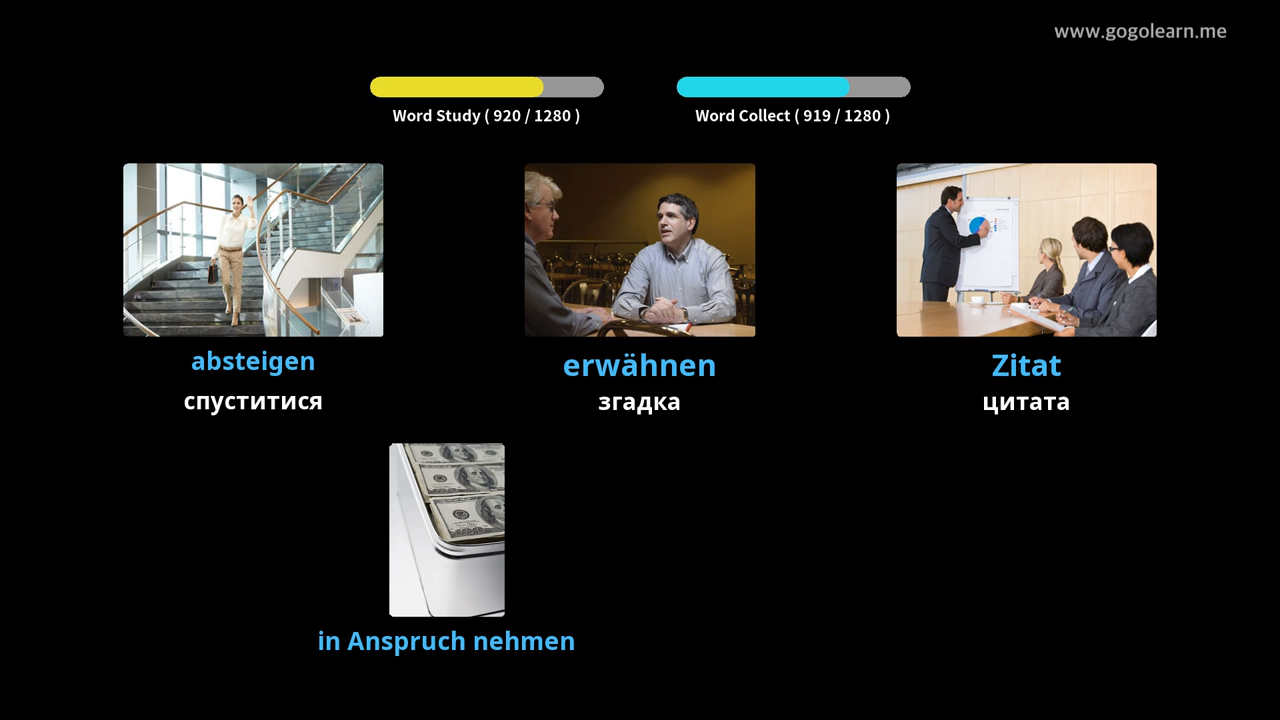 www.gogolearn.me
Word Study ( 920 / 1280 )
Word Collect ( 919 / 1280 )
absteigen
erwähnen
Zitat
спуститися
згадка
цитата
in Anspruch nehmen